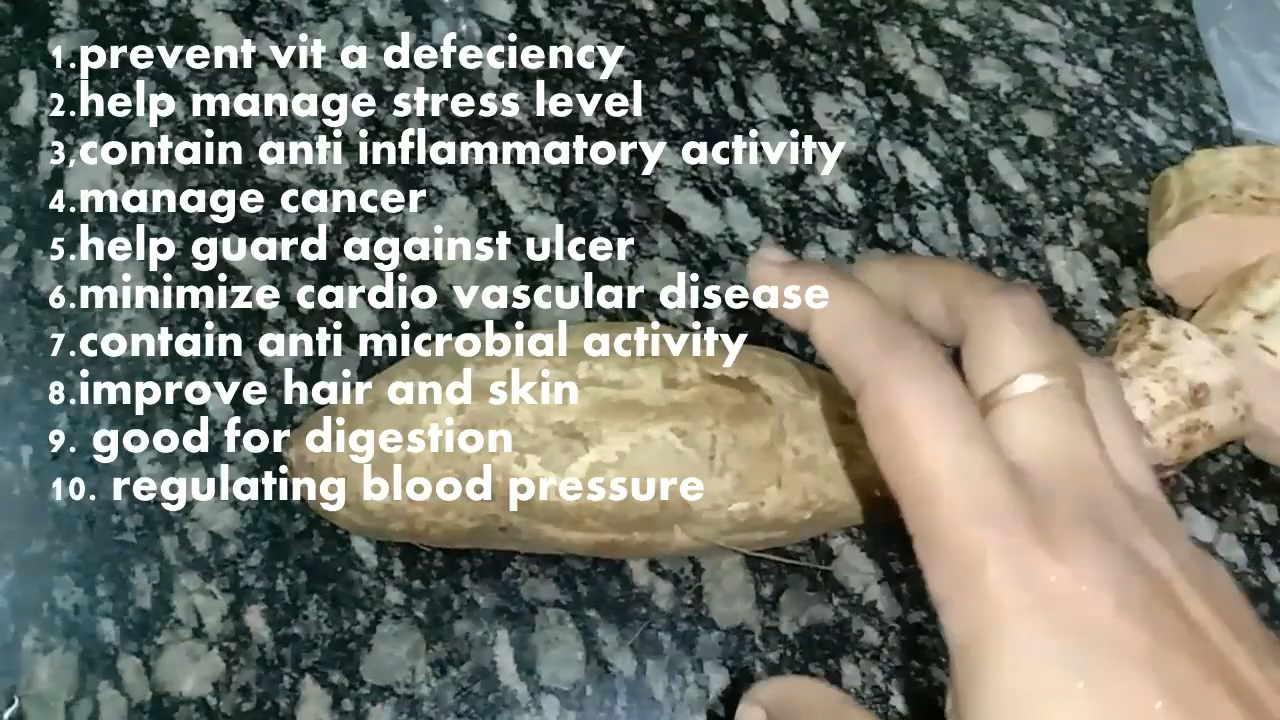 1.prevent vit a defeciency
2.help manage stress level
3,contain anti inflammatory activity
4.manage cancer
5.help guard against ulcer
6.minimize cardio vascular disease
7.contain anti microbial activity
8.improve hair and skin
9. good for digestion
10. regulating blood pressure